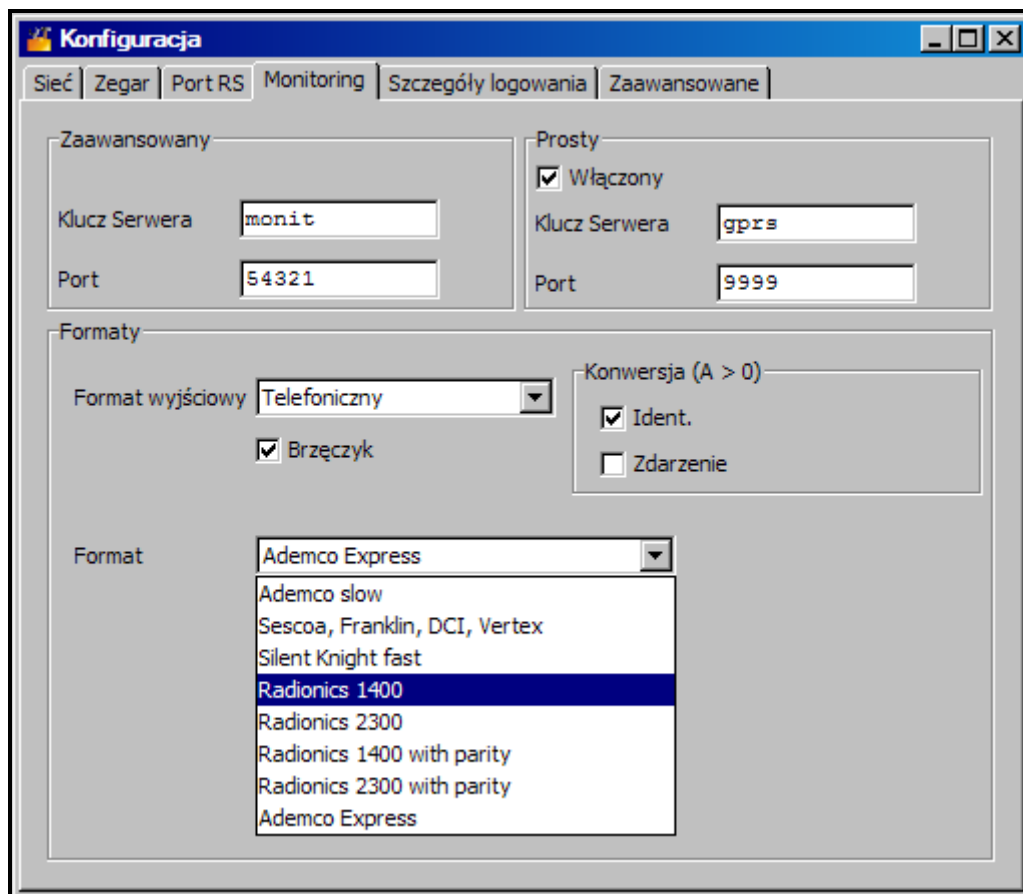 Konfiguracja
Sieć Zegar Port RS Monitoring Szczegóły logowania Zaawansowane
Zaawansowany
Klucz Serwera monit
Port 54321
Prosty
Włączony
Klucz Serwera gprs
Port 9999
Formaty
Format wyjściowy Telefoniczny
Brzęczyk
Konwersja (A > 0)
Ident.
Zdarzenie
Format Ademco Express
Ademco slow
Sescoa, Franklin, DCI, Vertex
Silent Knight fast
Radionics 1400
Radionics 2300
Radionics 1400 with parity
Radionics 2300 with parity
Ademco Express